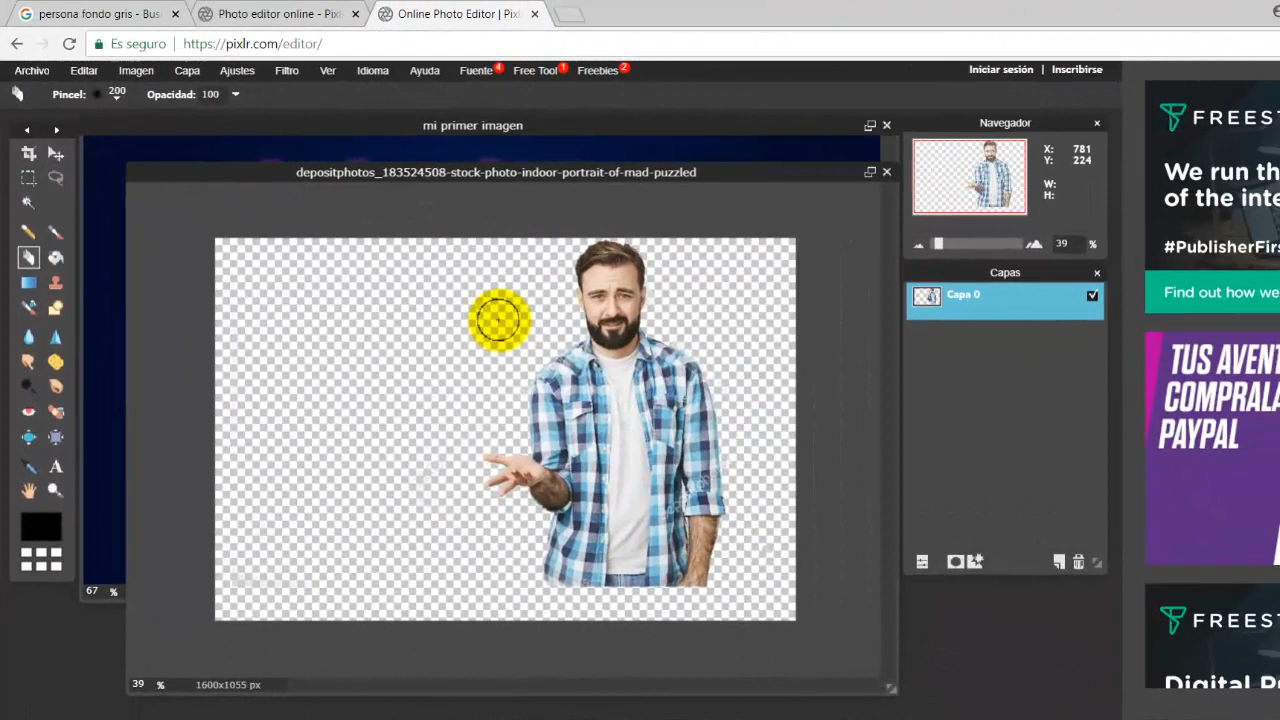 persona fondo gris - Bus
Photo editor online - Pixlr
Online Photo Editor | Pixlr
Es seguro
https://pixlr.com/editor/
Archivo Editar Imagen Capa Ajustes Filtro Ver Idioma Ayuda Fuente 4 Free Tool 1 Freebies 2
Iniciar sesión | Inscribirse
Pincel: 200 Opacidad: 100
mi primer imagen
Navegador
X: 781
Y: 224
W:
H:
39 %
depositphotos_183524508-stock-photo-indoor-portrait-of-mad-puzzled
Capas
Capa 0
A
67 %
39 % 1600x1055 px
FREEST
We run th
of the inte
#PublisherFirs
Find out how we
TUS AVENT
COMPRALA
PAYPAL
FREES
Digital Pu